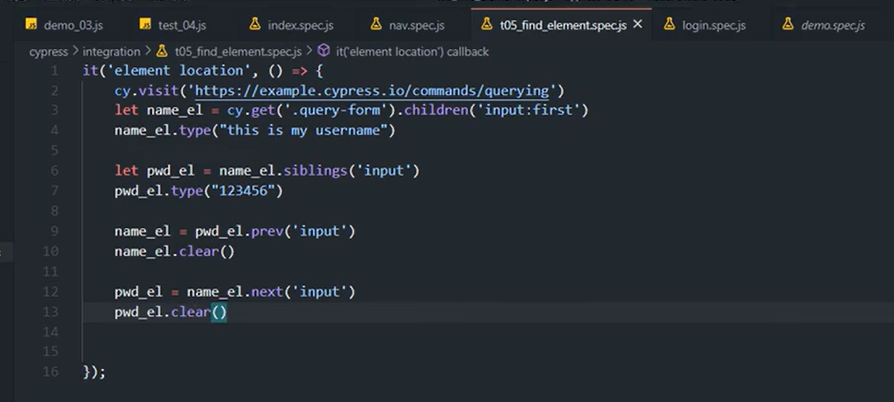 demo_03.js test_04.js index.spec.js nav.spec.js t05_find_element.spec.js login.spec.js demo.spec.js
cypress > integration > t05_find_element.spec.js > it('element location') callback
1 it('element location', () => {
2 cy.visit('https://example.cypress.io/commands/querying')
3 let name_el = cy.get('.query-form').children('input:first')
4 name_el.type("this is my username")
5
6 let pwd_el = name_el.siblings('input')
7 pwd_el.type("123456")
8
9 name_el = pwd_el.prev('input')
10 name_el.clear()
11
12 pwd_el = name_el.next('input')
13 pwd_el.clear()
14
15
16 });